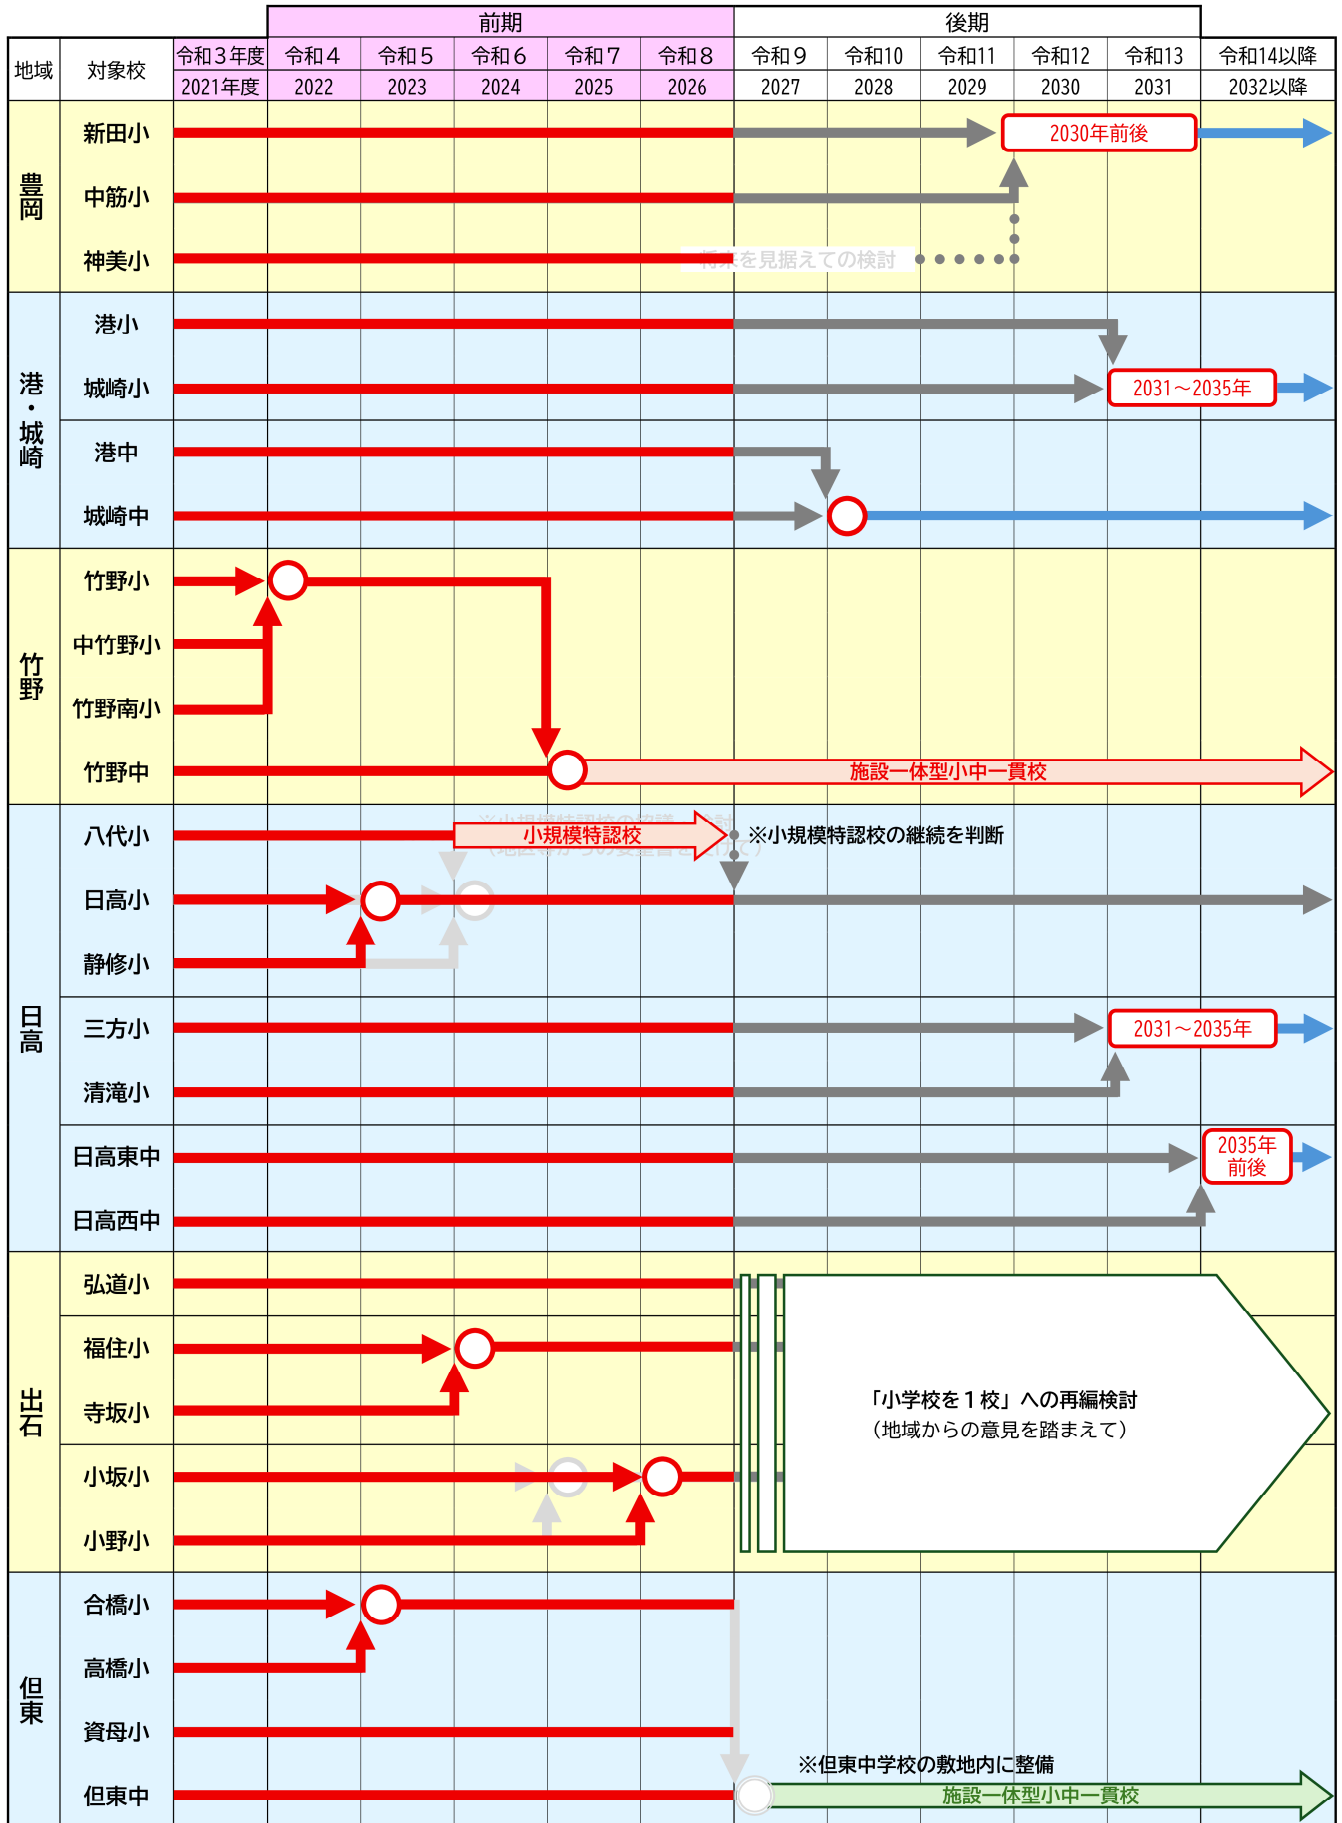 前期
後期
地域
対象校
令和３年度
令和４
令和５
令和６
令和７
令和８
令和９
令和10
令和11
令和12
令和13
令和14以降
2021年度
2022
2023
2024
2025
2026
2027
2028
2029
2030
2031
2032以降
豊岡
新田小
2030年前後
中筋小
神美小
将来を見据えての検討
港・城崎
港小
城崎小
2031～2035年
港中
城崎中
竹野
竹野小
中竹野小
竹野南小
竹野中
施設一体型小中一貫校
日高
八代小
小規模特認校
※小規模特認校の継続を判断
日高小
静修小
三方小
2031～2035年
清滝小
日高東中
2035年
前後
日高西中
出石
弘道小
福住小
寺坂小
「小学校を１校」への再編検討
（地域からの意見を踏まえて）
小坂小
小野小
但東
合橋小
高橋小
資母小
※但東中学校の敷地内に整備
但東中
施設一体型小中一貫校